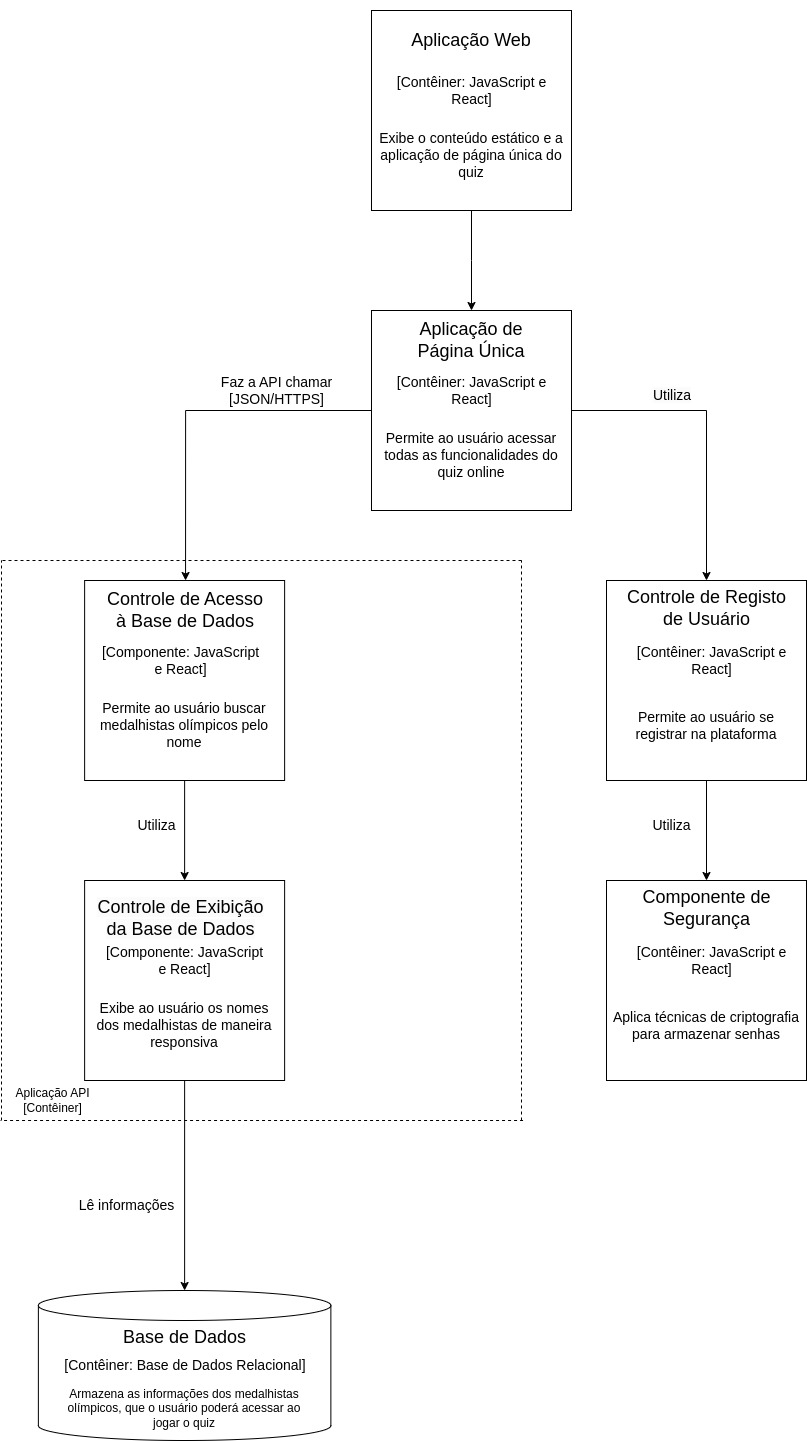 Aplicação Web
[Contêiner: JavaScript e
React]
Exibe o conteúdo estático e a
aplicação de página única do
quiz
Aplicação de
Página Única
[Contêiner: JavaScript e
React]
Permite ao usuário acessar
todas as funcionalidades do
quiz online
Faz a API chamar
[JSON/HTTPS]
Utiliza
Controle de Acesso
à Base de Dados
[Componente: JavaScript
e React]
Permite ao usuário buscar
medalhistas olímpicos pelo
nome
Utiliza
Controle de Exibição
da Base de Dados
[Componente: JavaScript
e React]
Exibe ao usuário os nomes
dos medalhistas de maneira
responsiva
Aplicação API
[Contêiner]
Controle de Registo
de Usuário
[Contêiner: JavaScript e
React]
Permite ao usuário se
registrar na plataforma
Utiliza
Componente de
Segurança
[Contêiner: JavaScript e
React]
Aplica técnicas de criptografia
para armazenar senhas
Lê informações
Base de Dados
[Contêiner: Base de Dados Relacional]
Armazena as informações dos medalhistas
olímpicos, que o usuário poderá acessar ao
jogar o quiz